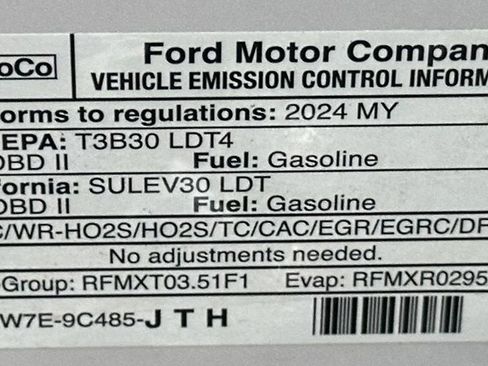 oCo
Ford Motor Compan
VEHICLE EMISSION CONTROL INFORM
orms to regulations: 2024 MY
EPA: T3B30 LDT4
OBD II Fuel: Gasoline
fornia: SULEV30 LDT
OBD II Fuel: Gasoline
C/WR-HO2S/HO2S/TC/CAC/EGR/EGRC/DF
No adjustments needed.
Group: RFMXT03.51F1 Evap: RFMXR0295
W7E-9C485-J T H